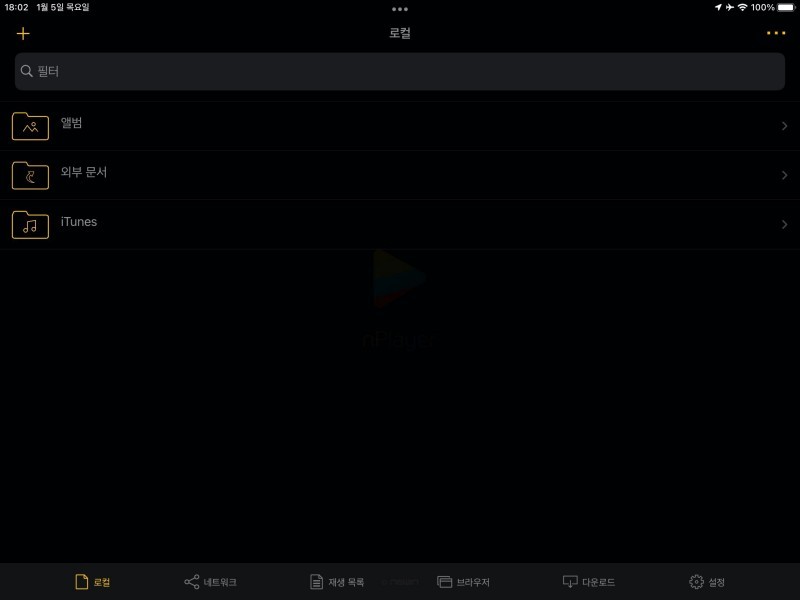 18:02 1월 5일 목요일
100%
로컬
필터
앨범
외부 문서
iTunes
nPlayer
로컬
네트워크
재생 목록
브라우저
다운로드
설정